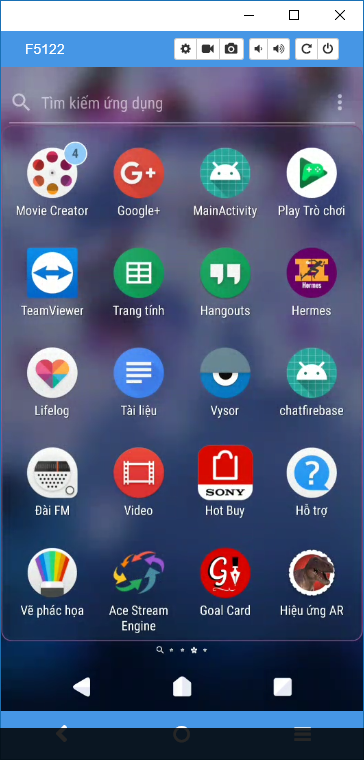 F5122
Tìm kiếm ứng dụng
4
Movie Creator
Google+
MainActivity
Play Trò chơi
G+
TeamViewer
Trang tính
Hangouts
Hermes
Hermes
Lifelog
Tài liệu
Vysor
chatfirebase
SONY
Đài FM
Video
Hot Buy
Hỗ trợ
Vẽ phác họa
Ace Stream
Engine
Goal Card
Hiệu ứng AR